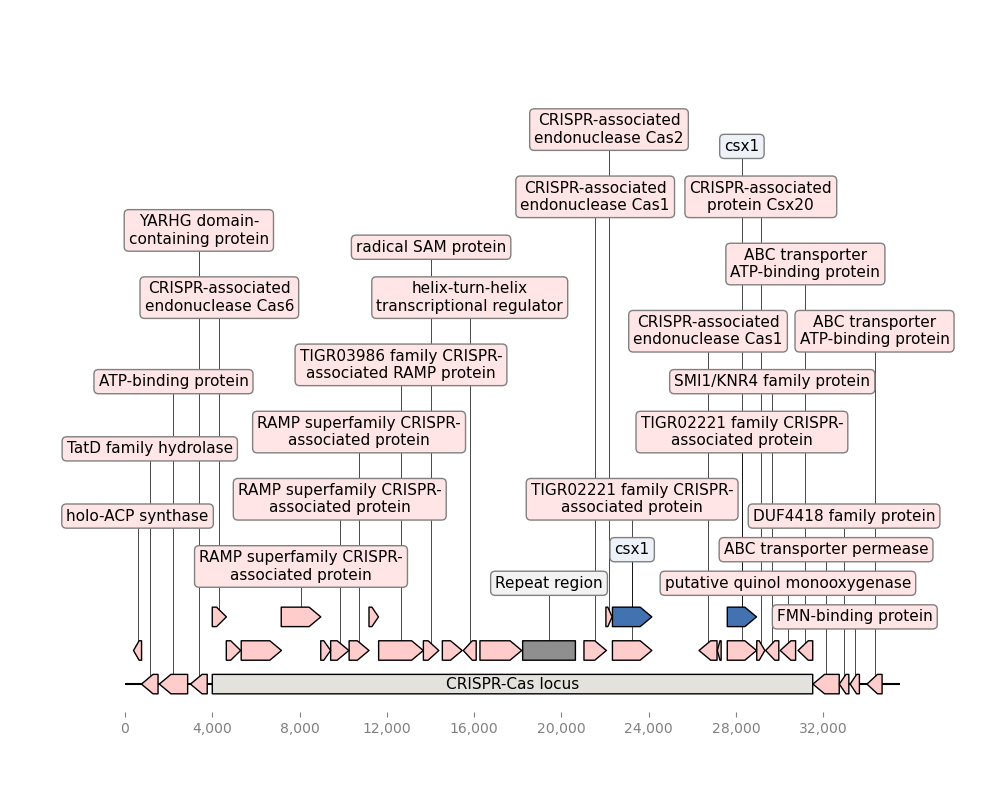 CRISPR-associated
endonuclease Cas2
csx1
CRISPR-associated
endonuclease Cas1
CRISPR-associated
protein Csx20
YARHG domain-
containing protein
radical SAM protein
ABC transporter
ATP-binding protein
CRISPR-associated
endonuclease Cas6
helix-turn-helix
transcriptional regulator
CRISPR-associated
endonuclease Cas1
ABC transporter
ATP-binding protein
TIGR03986 family CRISPR-
associated RAMP protein
ATP-binding protein
SMI1/KNR4 family protein
RAMP superfamily CRISPR-
associated protein
TIGR02221 family CRISPR-
associated protein
TatD family hydrolase
RAMP superfamily CRISPR-
associated protein
TIGR02221 family CRISPR-
associated protein
holo-ACP synthase
DUF4418 family protein
RAMP superfamily CRISPR-
associated protein
csx1
ABC transporter permease
Repeat region
putative quinol monooxygenase
FMN-binding protein
CRISPR-Cas locus
0
4,000
8,000
12,000
16,000
20,000
24,000
28,000
32,000